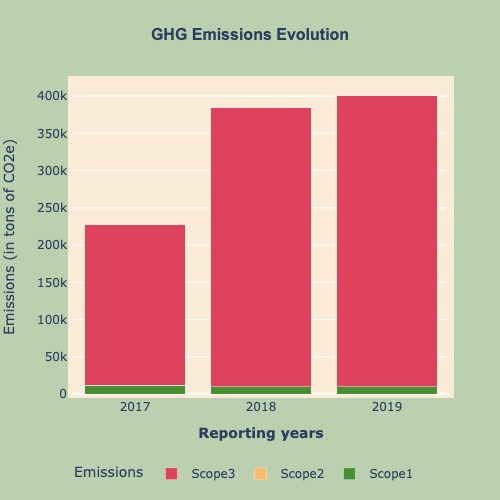 GHG Emissions Evolution
Emissions (in tons of CO2e)
400k
350k
300k
250k
200k
150k
100k
50k
0
2017 2018 2019
Reporting years
Emissions Scope3 Scope2 Scope1